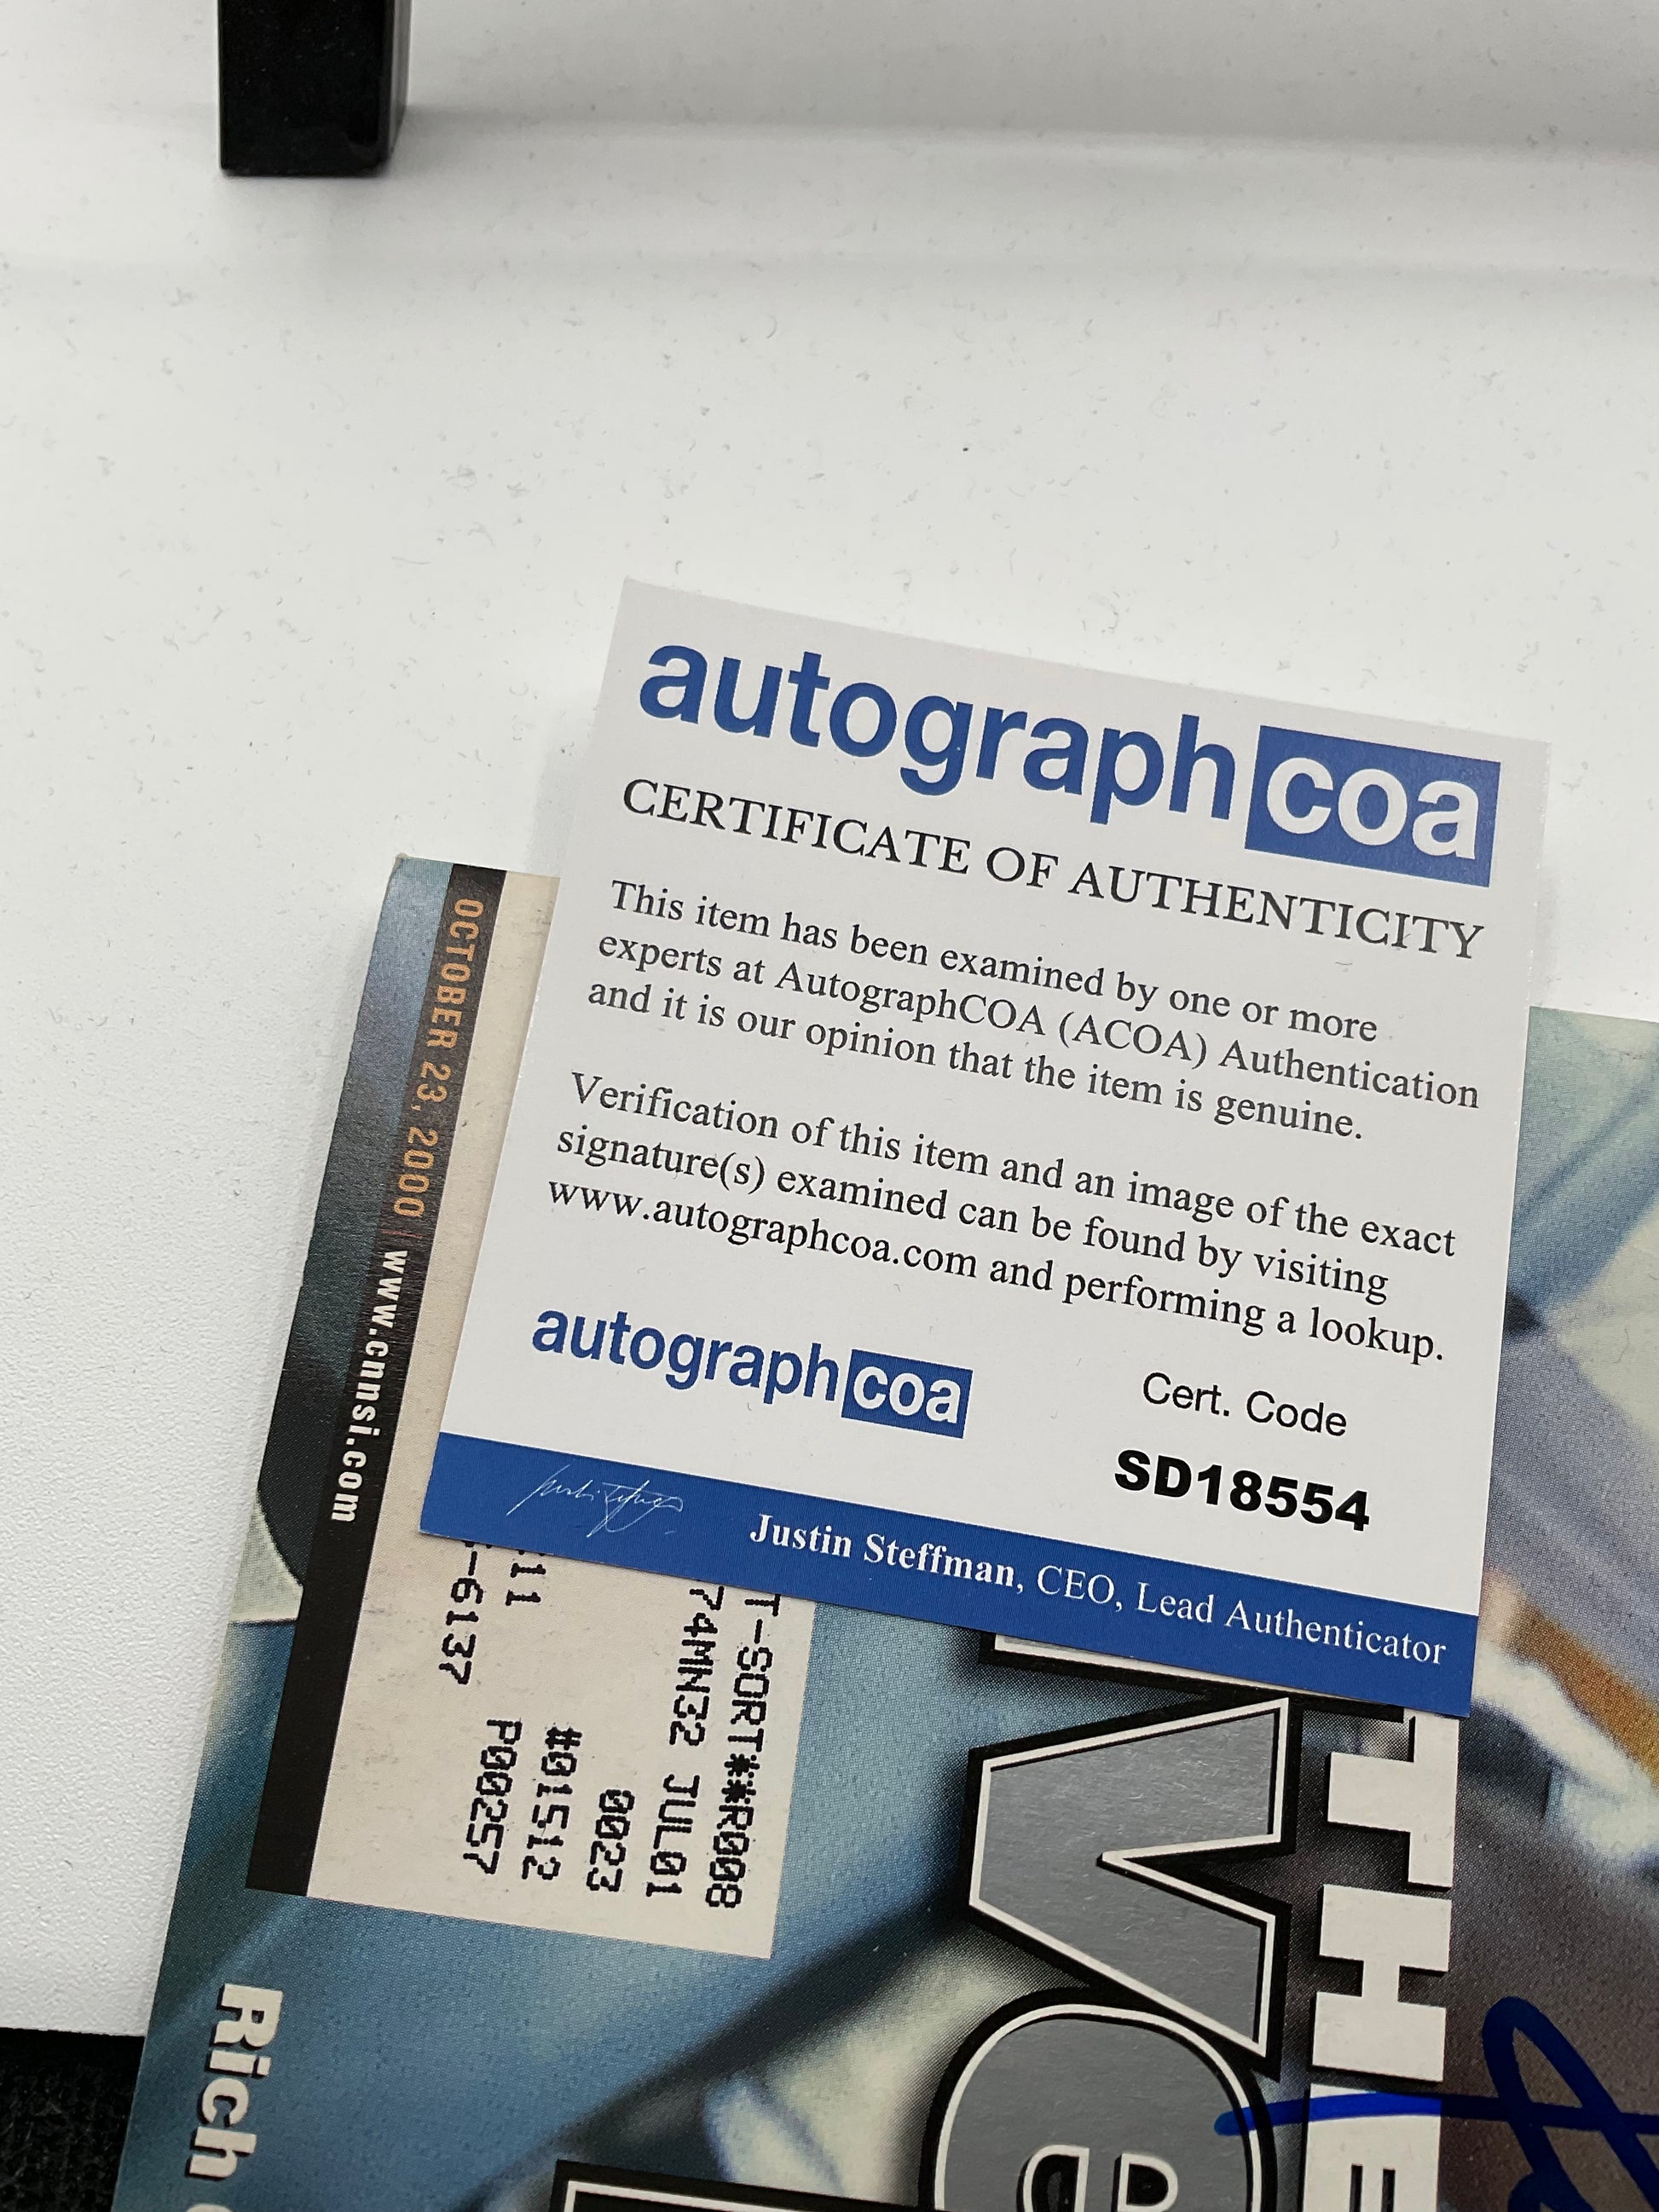 autographcoa
CERTIFICATE OF AUTHENTICITY
This item has been examined by one or more
experts at AutographCOA (ACOA) Authentication
and it is our opinion that the item is genuine.
Verification of this item and an image of the exact
signature(s) examined can be found by visiting
www.autographcoa.com and performing a lookup.
autographcoa
Cert. Code
SD18554
Justin Steffman, CEO, Lead Authenticator
OCTOBER 23, 2000 | www.cnnsi.com
T-SORT**R008
74MN32 JUL01
0023
11 #01512
-6137 P00257
THE
Rich